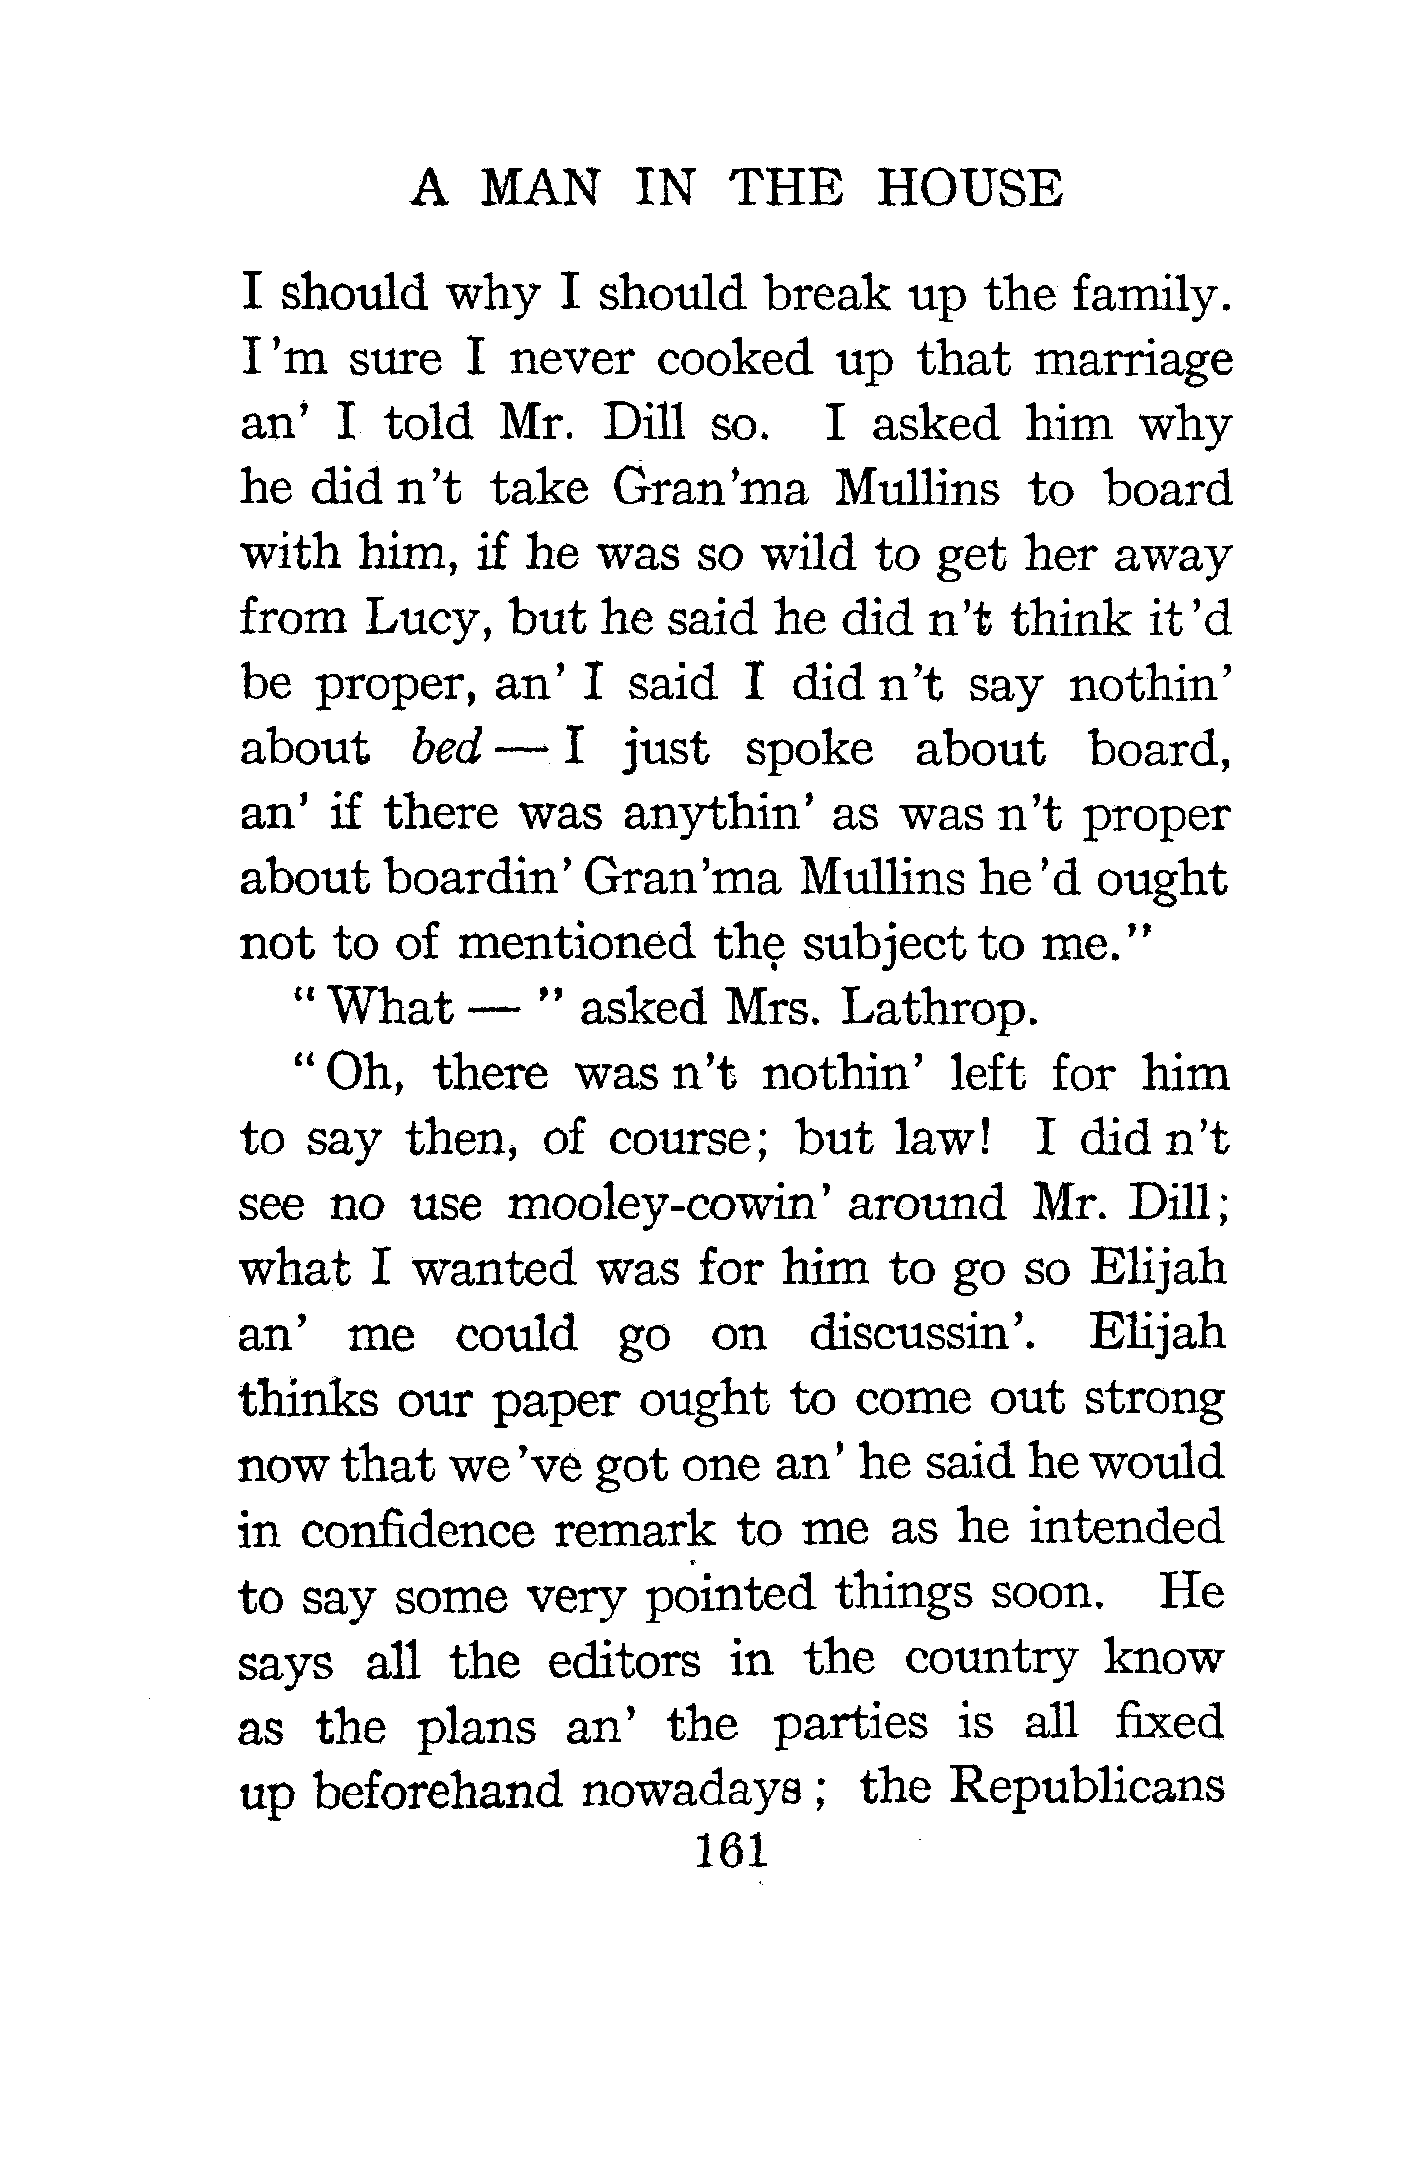 A MAN IN THE HOUSE
I should why I should break up the family.
I'm sure I never cooked up that marriage
an' I told Mr. Dill so. I asked him why
he did n't take Gran'ma Mullins to board
with him, if he was so wild to get her away
from Lucy, but he said he did n't think it'd
be proper, an' I said I did n't say nothin'
about bed — I just spoke about board,
an' if there was anythin' as was n't proper
about boardin' Gran'ma Mullins he'd ought
not to of mentioned the subject to me."
"What — " asked Mrs. Lathrop.
"Oh, there was n't nothin' left for him
to say then, of course; but law! I did n't
see no use mooley-cowin' around Mr. Dill;
what I wanted was for him to go so Elijah
an' me could go on discussin'. Elijah
thinks our paper ought to come out strong
now that we've got one an' he said he would
in confidence remark to me as he intended
to say some very pointed things soon. He
says all the editors in the country know
as the plans an' the parties is all fixed
up beforehand nowadays; the Republicans
161